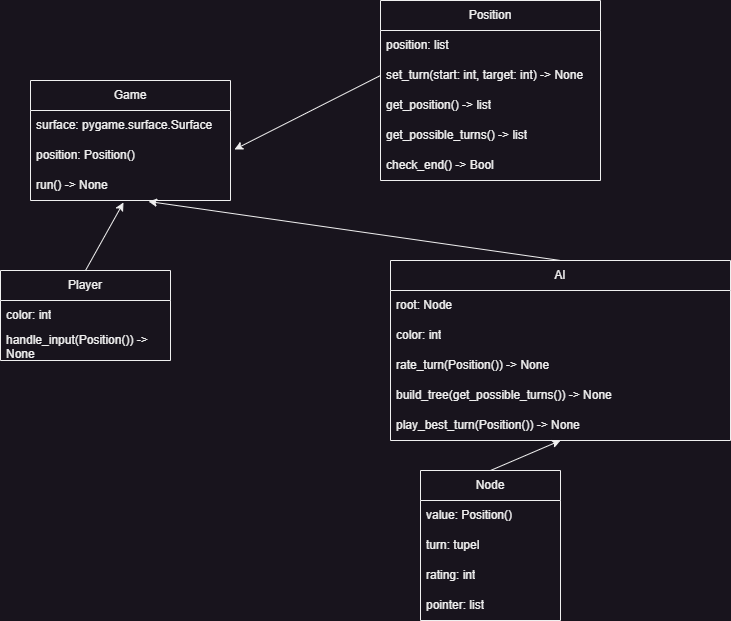 Position
position: list
set_turn(start: int, target: int) -> None
get_position() -> list
get_possible_turns() -> list
check_end() -> Bool
Game
surface: pygame.surface.Surface
position: Position()
run() -> None
Player
color: int
handle_input(Position()) ->
None
AI
root: Node
color: int
rate_turn(Position()) -> None
build_tree(get_possible_turns()) -> None
play_best_turn(Position()) -> None
Node
value: Position()
turn: tupel
rating: int
pointer: list